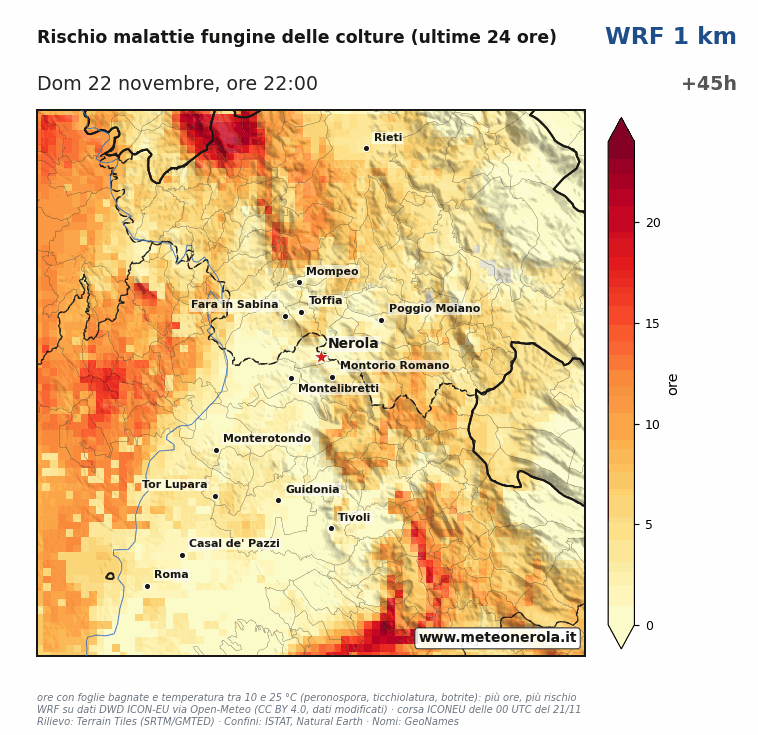 Rischio malattie fungine delle colture (ultime 24 ore)
WRF 1 km
Dom 22 novembre, ore 22:00
+45h
Rieti
Mompeo
Fara in Sabina
Toffia
Poggio Moiano
Nerola
Montorio Romano
Montelibretti
Monterotondo
Tor Lupara
Guidonia
Tivoli
Casal de' Pazzi
Roma
www.meteonerola.it
20
15
10
5
0
ore
ore con foglie bagnate e temperatura tra 10 e 25 °C (peronospora, ticchiolatura, botrite): più ore, più rischio
WRF su dati DWD ICON-EU via Open-Meteo (CC BY 4.0, dati modificati) · corsa ICONEU delle 00 UTC del 21/11
Rilievo: Terrain Tiles (SRTM/GMTED) · Confini: ISTAT, Natural Earth · Nomi: GeoNames